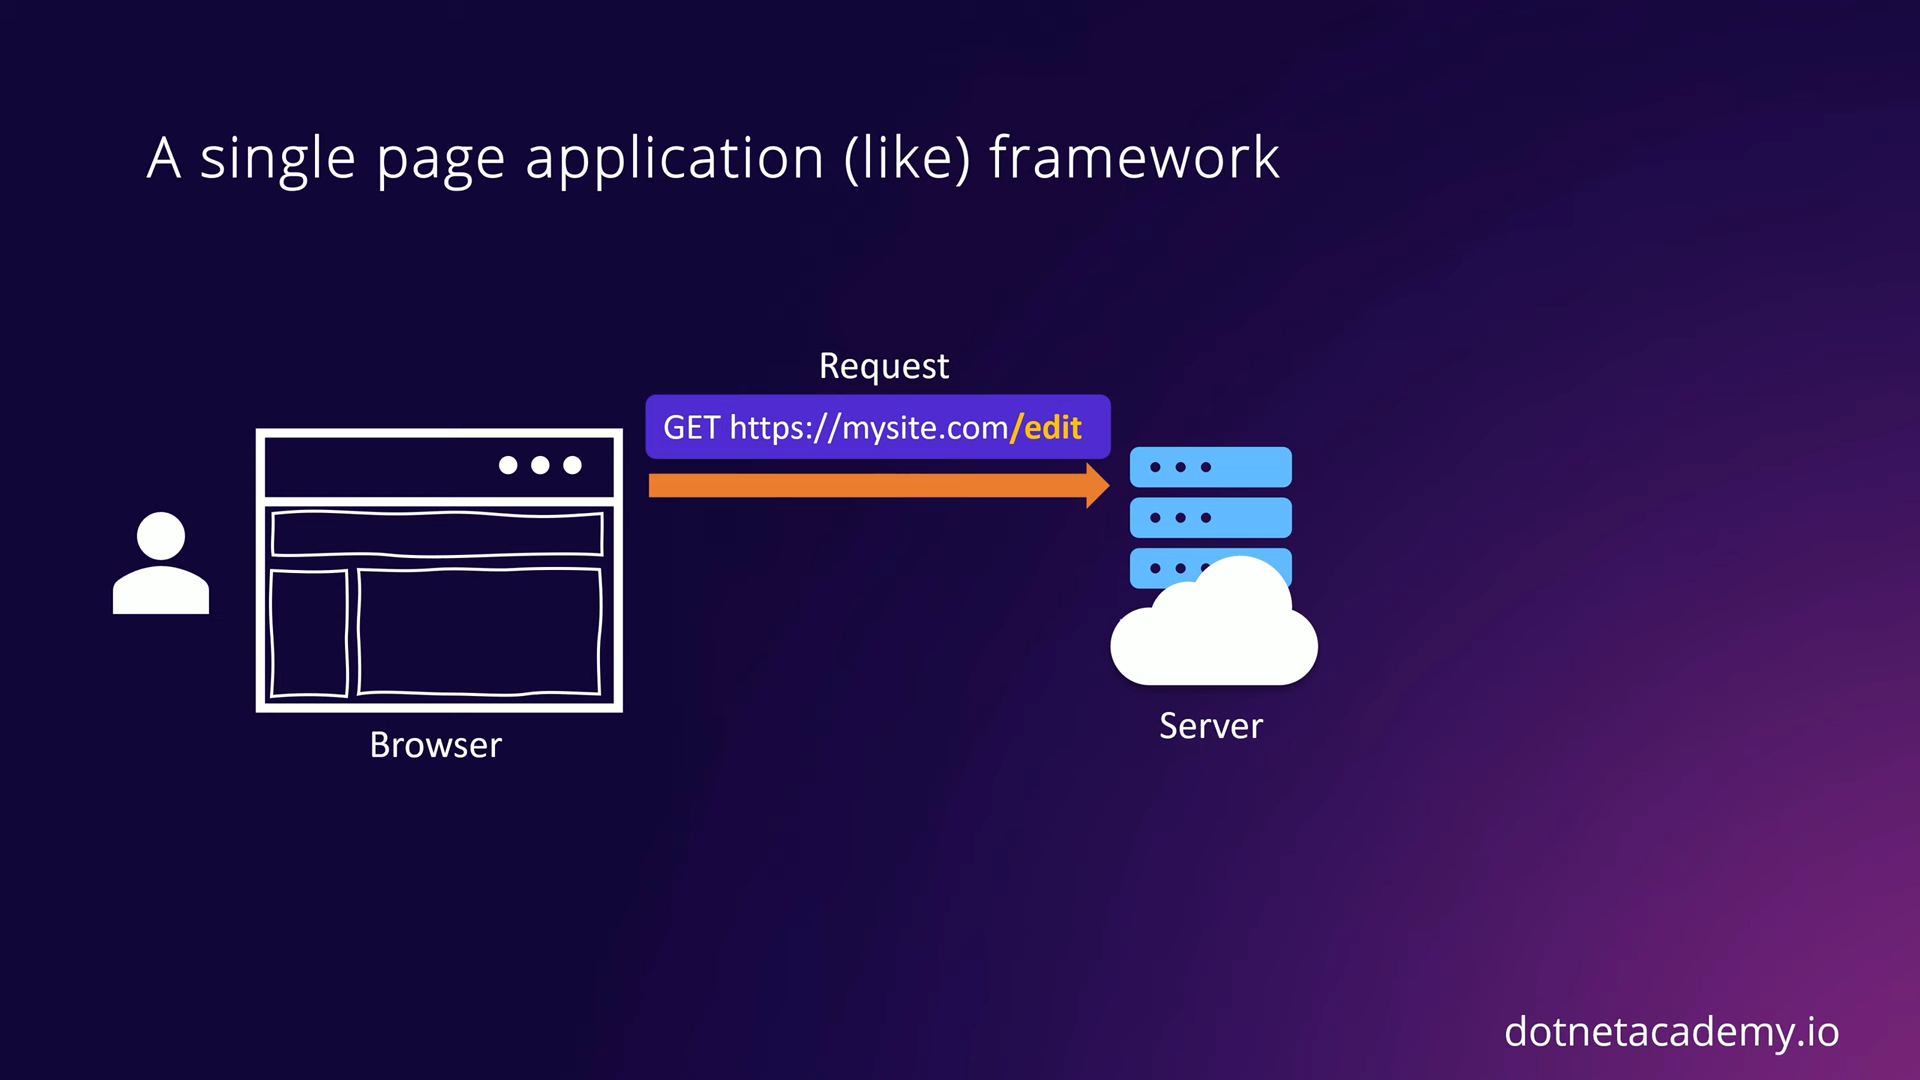 A single page application (like) framework
Request
GET https://mysite.com/edit
Browser
Server
dotnetacademy.io